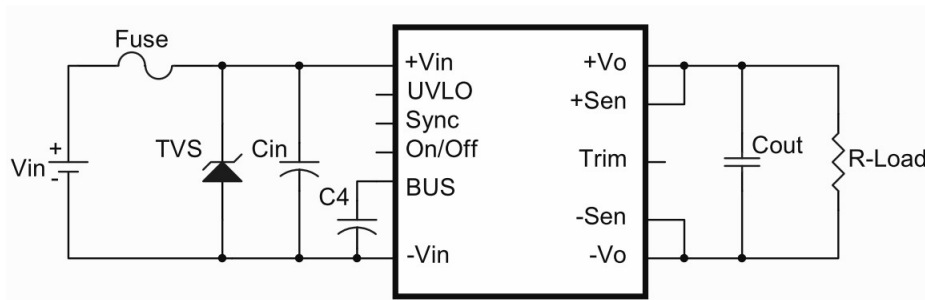 Fuse
+Vin
+Vo
UVLO
+Sen
Sync
TVS
Cin
On/Off
Trim
Cout
R-Load
+
Vin
-
BUS
C4
-Sen
-Vin
-Vo